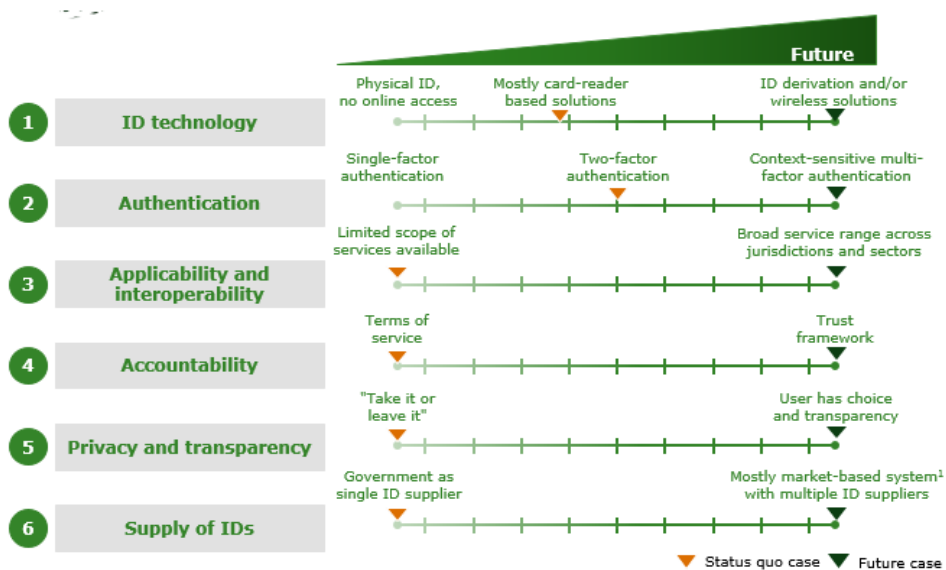 Future
Physical ID,
no online access
Mostly card-reader
based solutions
ID derivation and/or
wireless solutions
1
ID technology
Single-factor
authentication
Two-factor
authentication
Context-sensitive multi-
factor authentication
2
Authentication
Limited scope of
services available
Broad service range across
jurisdictions and sectors
3
Applicability and
interoperability
Terms of
service
Trust
framework
4
Accountability
"Take it or
leave it"
User has choice
and transparency
5
Privacy and transparency
Government as
single ID supplier
Mostly market-based system¹
with multiple ID suppliers
6
Supply of IDs
Status quo case
Future case